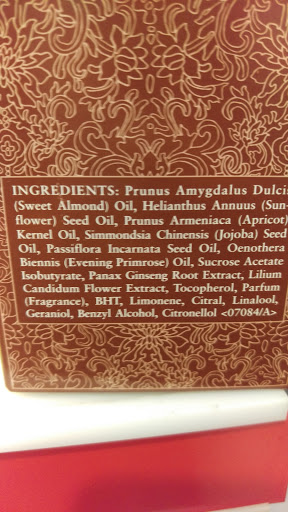 INGREDIENTS: Prunus Amygdalus Dulcis
(Sweet Almond) Oil, Helianthus Annuus (Sun-
flower) Seed Oil, Prunus Armeniaca (Apricot)
Kernel Oil, Simmondsia Chinensis (Jojoba) Seed
Oil, Passiflora Incarnata Seed Oil, Oenothera
Biennis (Evening Primrose) Oil, Sucrose Acetate
Isobutyrate, Panax Ginseng Root Extract, Lilium
Candidum Flower Extract, Tocopherol, Parfum
(Fragrance), BHT, Limonene, Citral, Linalool,
Geraniol, Benzyl Alcohol, Citronellol <07084/A>